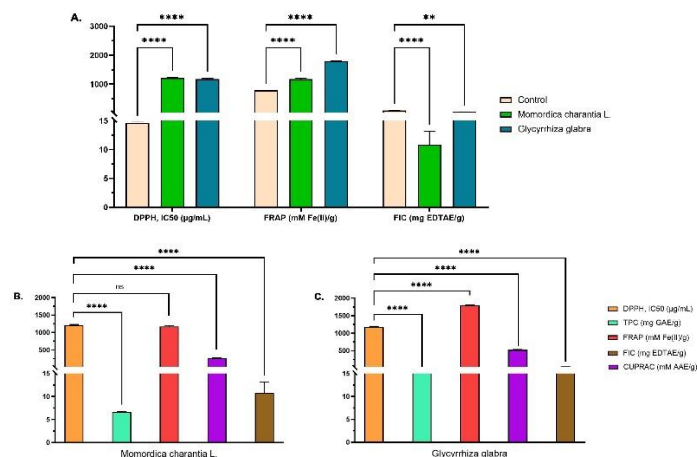 A.
**** **** **
**** **** ****
3000
2000
1000
15
10
5
0
DPPH, IC50 (µg/mL) FRAP (mM Fe(II)/g) FIC (mg EDTAE/g)
Control
Momordica charantia L.
Glycyrrhiza glabra
B.
****
****
ns
****
2000
1500
1000
500
15
10
5
0
Momordica charantia L.
C.
****
****
****
****
2000
1500
1000
500
15
10
5
0
Glycyrrhiza glabra
DPPH, IC50 (µg/mL)
TPC (mg GAE/g)
FRAP (mM Fe(II)/g)
FIC (mg EDTAE/g)
CUPRAC (mM AAE/g)